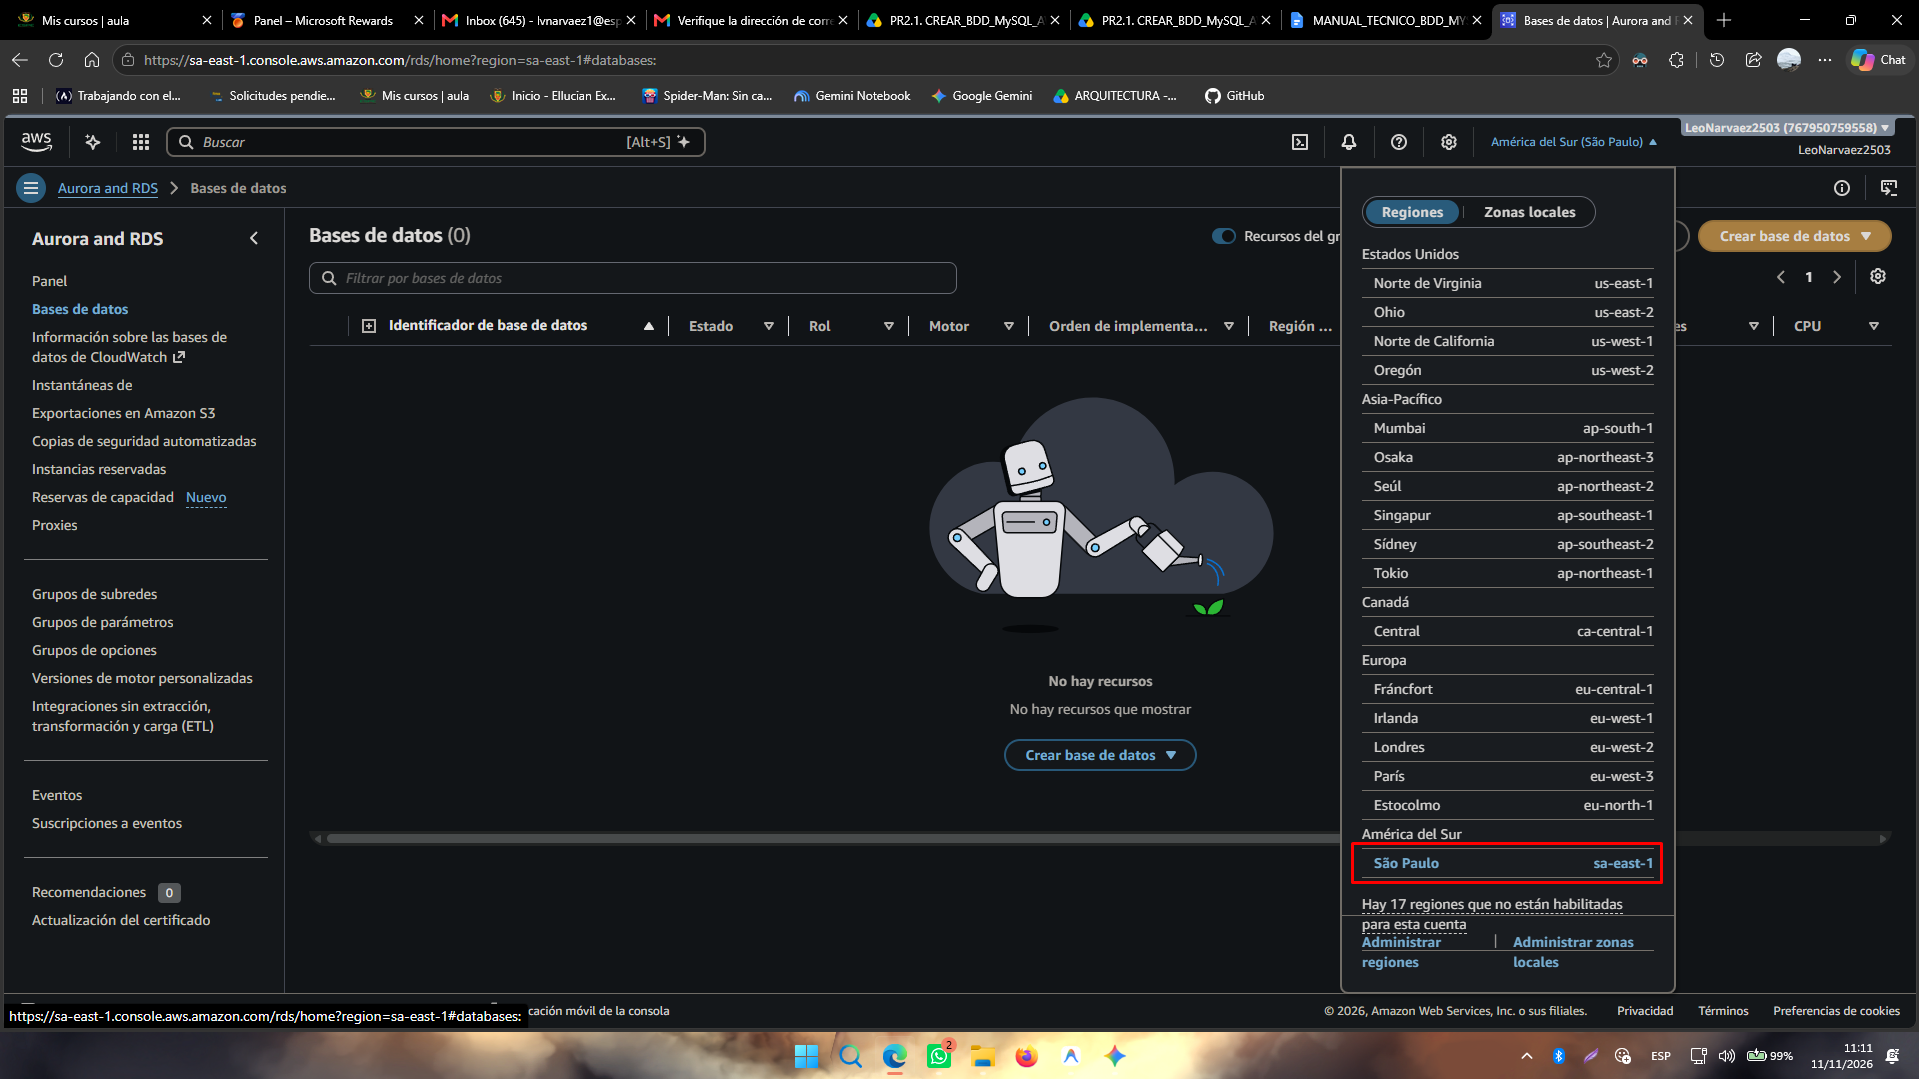 Mis cursos | aula
Panel – Microsoft Rewards
Inbox (645) - lvnarvaez1@esp
Verifique la dirección de corre
PR2.1. CREAR_BDD_MySQL_A
PR2.1. CREAR_BDD_MySQL_A
MANUAL_TECNICO_BDD_MY
Bases de datos | Aurora and R
https://sa-east-1.console.aws.amazon.com/rds/home?region=sa-east-1#databases:
Chat
Trabajando con el...
Solicitudes pendie...
Mis cursos | aula
Inicio - Ellucian Ex...
Spider-Man: Sin ca...
Gemini Notebook
Google Gemini
ARQUITECTURA -...
GitHub
aws
Buscar
[Alt+S]
América del Sur (São Paulo)
LeoNarvaez2503 (767950759558)
LeoNarvaez2503
Aurora and RDS
Bases de datos
Aurora and RDS
Panel
Bases de datos
Información sobre las bases de
datos de CloudWatch
Instantáneas de
Exportaciones en Amazon S3
Copias de seguridad automatizadas
Instancias reservadas
Reservas de capacidad Nuevo
Proxies
Grupos de subredes
Grupos de parámetros
Grupos de opciones
Versiones de motor personalizadas
Integraciones sin extracción,
transformación y carga (ETL)
Eventos
Suscripciones a eventos
Recomendaciones 0
Actualización del certificado
Bases de datos (0)
Recursos del gr
Crear base de datos
Filtrar por bases de datos
1
Identificador de base de datos
Estado
Rol
Motor
Orden de implementa...
Región ...
es
CPU
No hay recursos
No hay recursos que mostrar
Crear base de datos
Regiones
Zonas locales
Estados Unidos
Norte de Virginia us-east-1
Ohio us-east-2
Norte de California us-west-1
Oregón us-west-2
Asia-Pacífico
Mumbai ap-south-1
Osaka ap-northeast-3
Seúl ap-northeast-2
Singapur ap-southeast-1
Sídney ap-southeast-2
Tokio ap-northeast-1
Canadá
Central ca-central-1
Europa
Fráncfort eu-central-1
Irlanda eu-west-1
Londres eu-west-2
París eu-west-3
Estocolmo eu-north-1
América del Sur
São Paulo sa-east-1
Hay 17 regiones que no están habilitadas
para esta cuenta
Administrar
regiones
Administrar zonas
locales
https://sa-east-1.console.aws.amazon.com/rds/home?region=sa-east-1#databases:
cación móvil de la consola
© 2026, Amazon Web Services, Inc. o sus filiales.
Privacidad
Términos
Preferencias de cookies
2
ESP
99%
11:11
11/11/2026